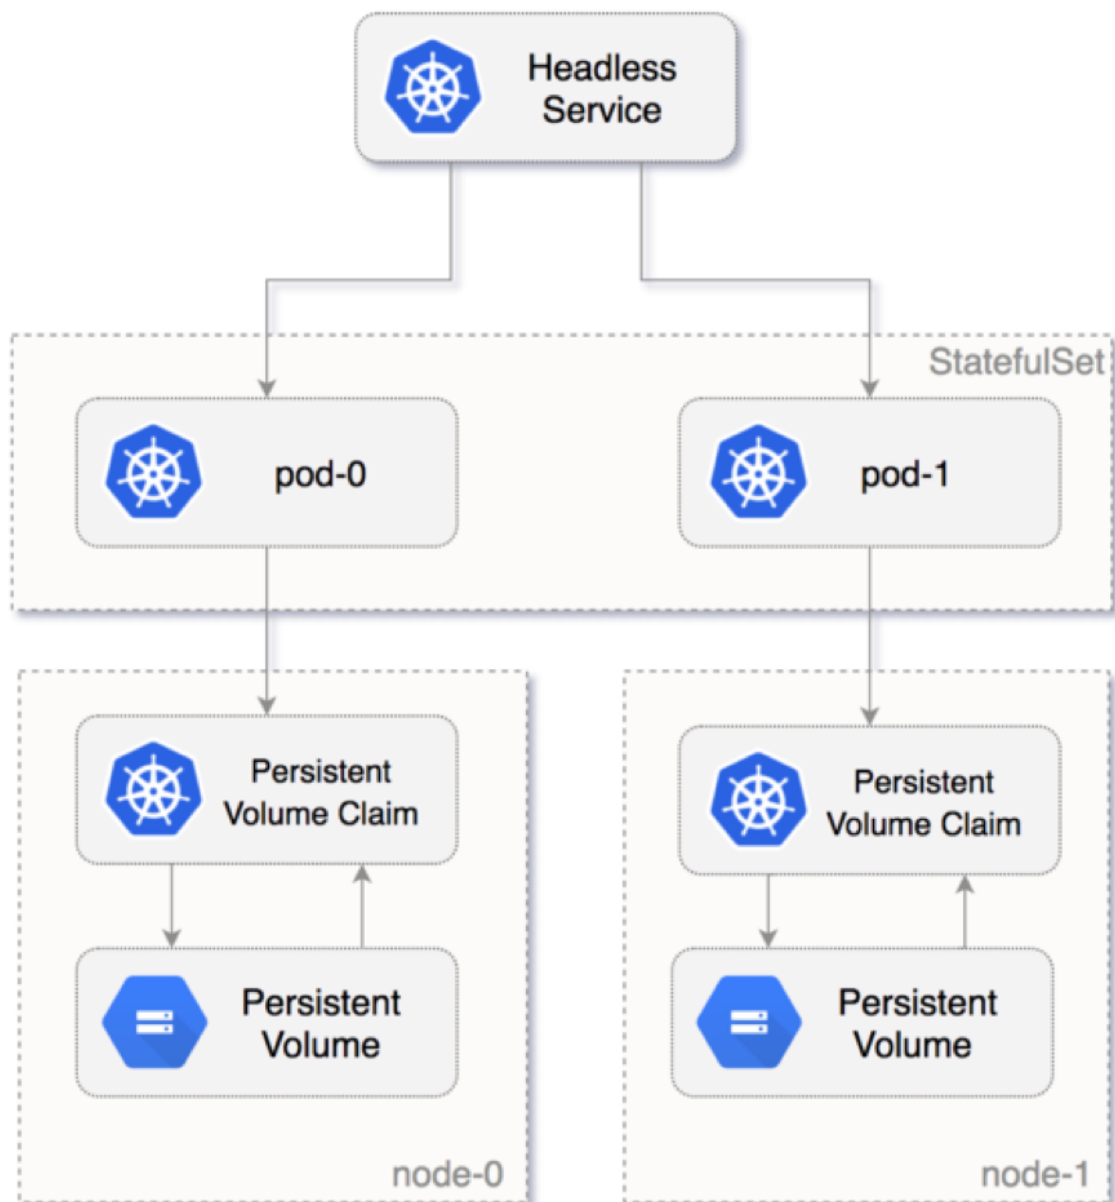 Headless
Service
StatefulSet
pod-0
pod-1
Persistent
Volume Claim
Persistent
Volume Claim
Persistent
Volume
Persistent
Volume
node-0
node-1